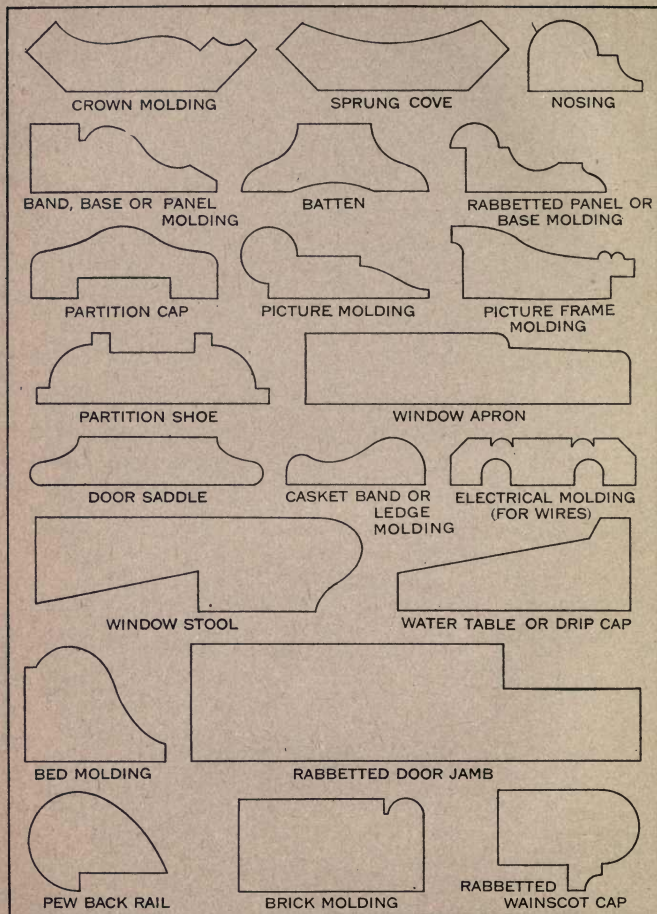 CROWN MOLDING
SPRUNG COVE
NOSING
BAND, BASE OR PANEL
MOLDING
BATTEN
RABBETTED PANEL OR
BASE MOLDING
PARTITION CAP
PICTURE MOLDING
PICTURE FRAME
MOLDING
PARTITION SHOE
WINDOW APRON
DOOR SADDLE
CASKET BAND OR
LEDGE
MOLDING
ELECTRICAL MOLDING
(FOR WIRES)
WINDOW STOOL
WATER TABLE OR DRIP CAP
BED MOLDING
RABBETTED DOOR JAMB
PEW BACK RAIL
BRICK MOLDING
RABBETTED
WAINSCOT CAP